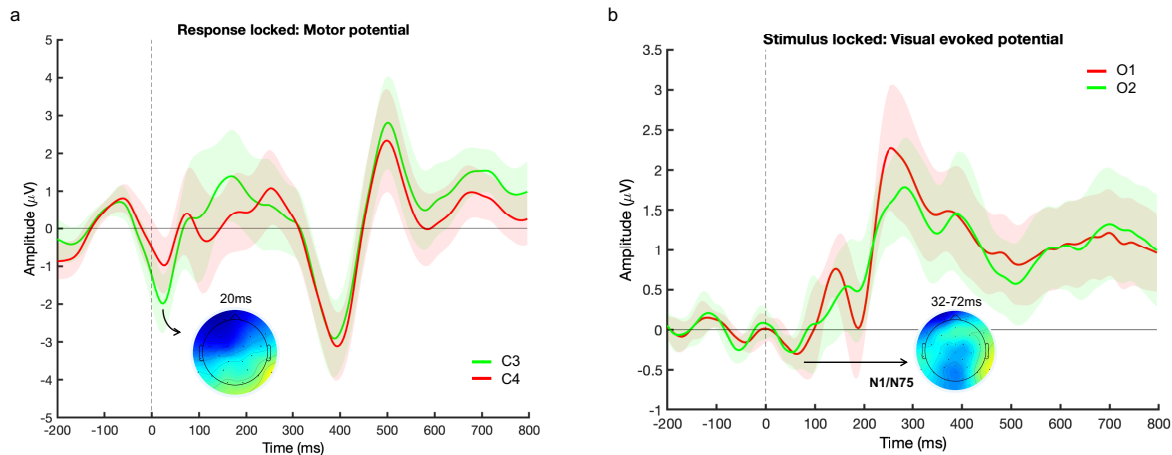 a
Response locked: Motor potential
5
4
3
2
1
0
-1
-2
-3
-4
-5
Amplitude (μV)
20ms
C3
C4
-200 -100 0 100 200 300 400 500 600 700 800
Time (ms)
b
Stimulus locked: Visual evoked potential
3.5
3
2.5
2
1.5
1
0.5
0
-0.5
-1
Amplitude (μV)
O1
O2
32-72ms
N1/N75
-200 -100 0 100 200 300 400 500 600 700 800
Time (ms)